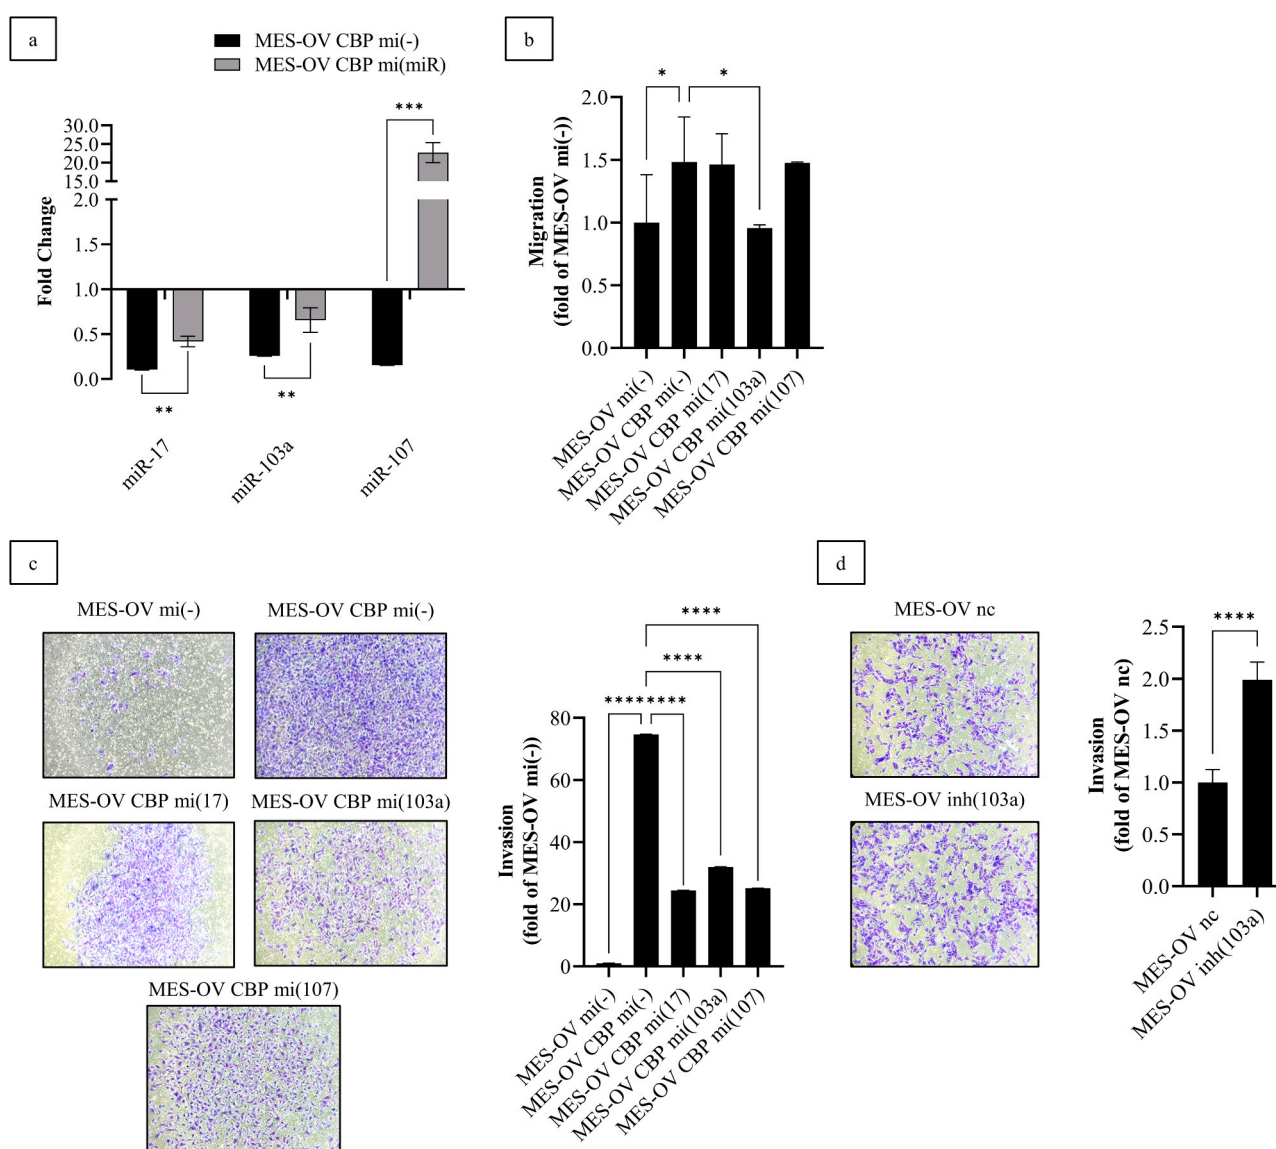 a
MES-OV CBP mi(-)
MES-OV CBP mi(miR)
***
30.0
25.0
20.0
15.0
2.0
1.5
1.0
0.5
0.0
Fold Change
**
**
miR-17
miR-103a
miR-107
b
*
*
2.0
1.5
1.0
0.5
0.0
Migration
(fold of MES-OV mi(-))
MES-OV mi(-)
MES-OV CBP mi(-)
MES-OV CBP mi(17)
MES-OV CBP mi(103a)
MES-OV CBP mi(107)
c
MES-OV mi(-)
MES-OV CBP mi(-)
MES-OV CBP mi(17)
MES-OV CBP mi(103a)
MES-OV CBP mi(107)
****
****
********
80
60
40
20
0
Invasion
(fold of MES-OV mi(-))
MES-OV mi(-)
MES-OV CBP mi(-)
MES-OV CBP mi(17)
MES-OV CBP mi(103a)
MES-OV CBP mi(107)
d
MES-OV nc
MES-OV inh(103a)
****
2.5
2.0
1.5
1.0
0.5
0.0
Invasion
(fold of MES-OV nc)
MES-OV nc
MES-OV inh(103a)